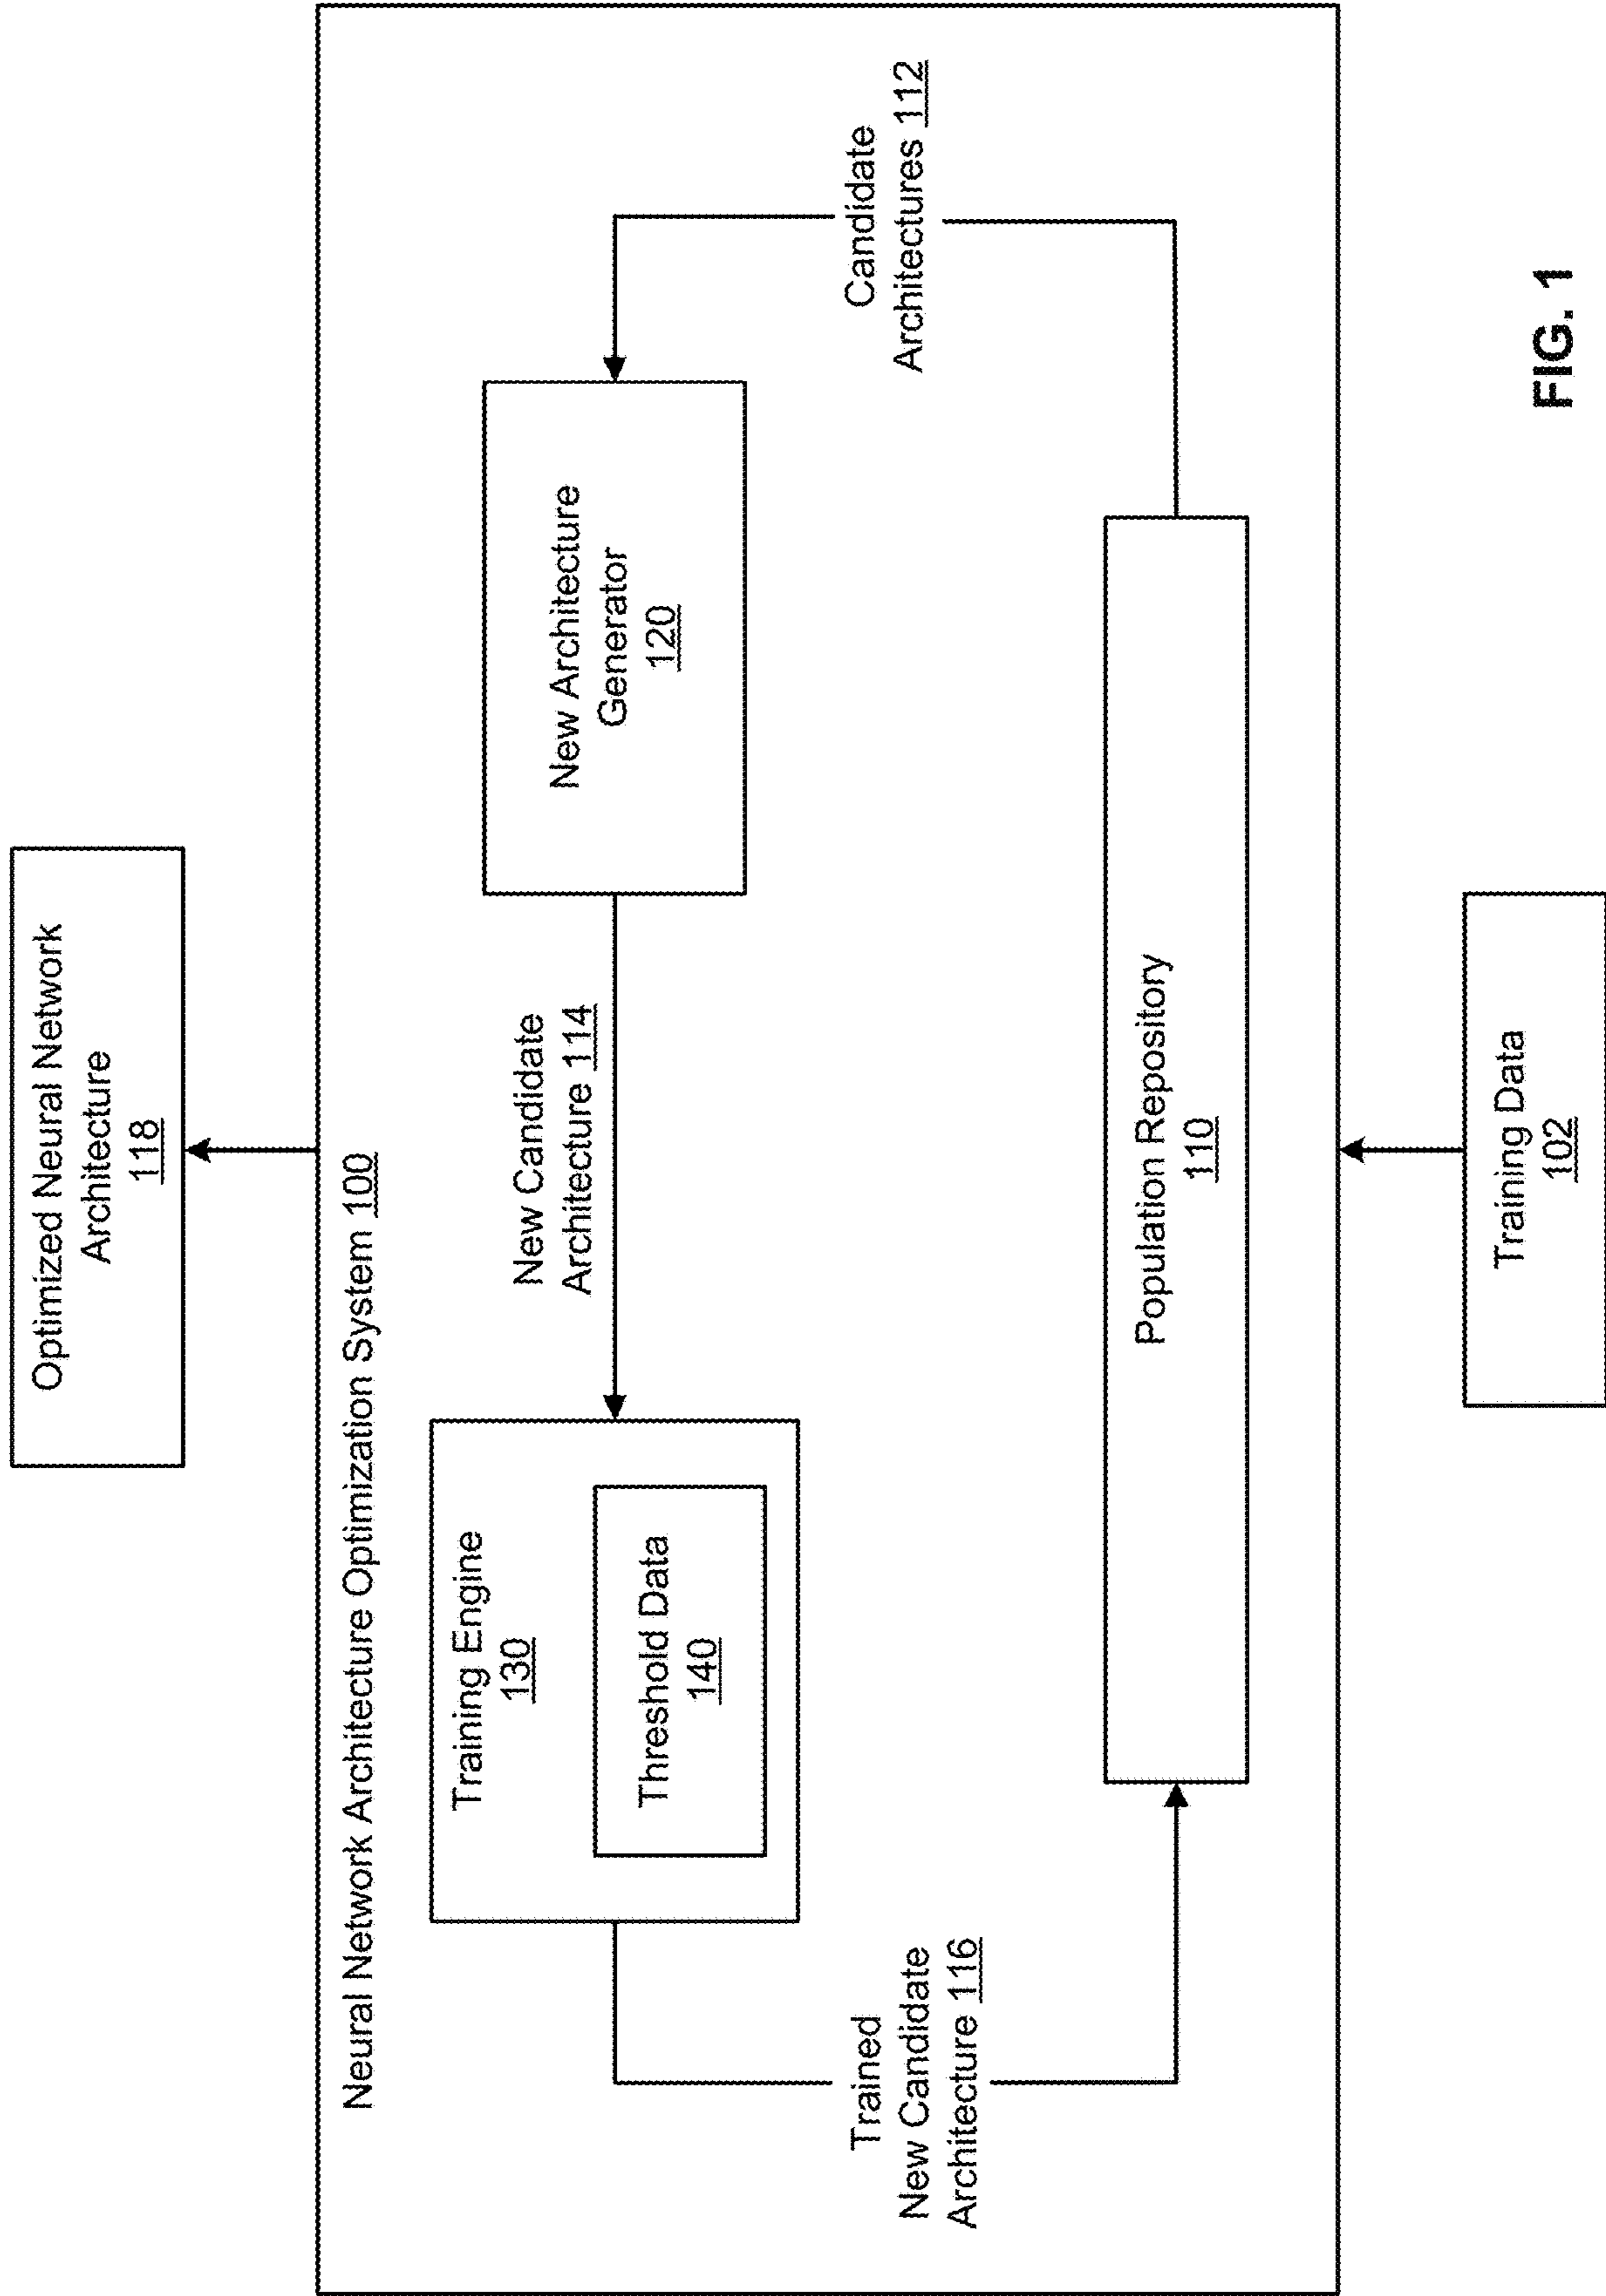 Optimized Neural Network
Architecture
118
Neural Network Architecture Optimization System 100
Training Engine
130
Threshold Data
140
New Candidate
Architecture 114
New Architecture
Generator
120
Trained
New Candidate
Architecture 116
Candidate
Architectures 112
Population Repository
110
Training Data
102
FIG. 1